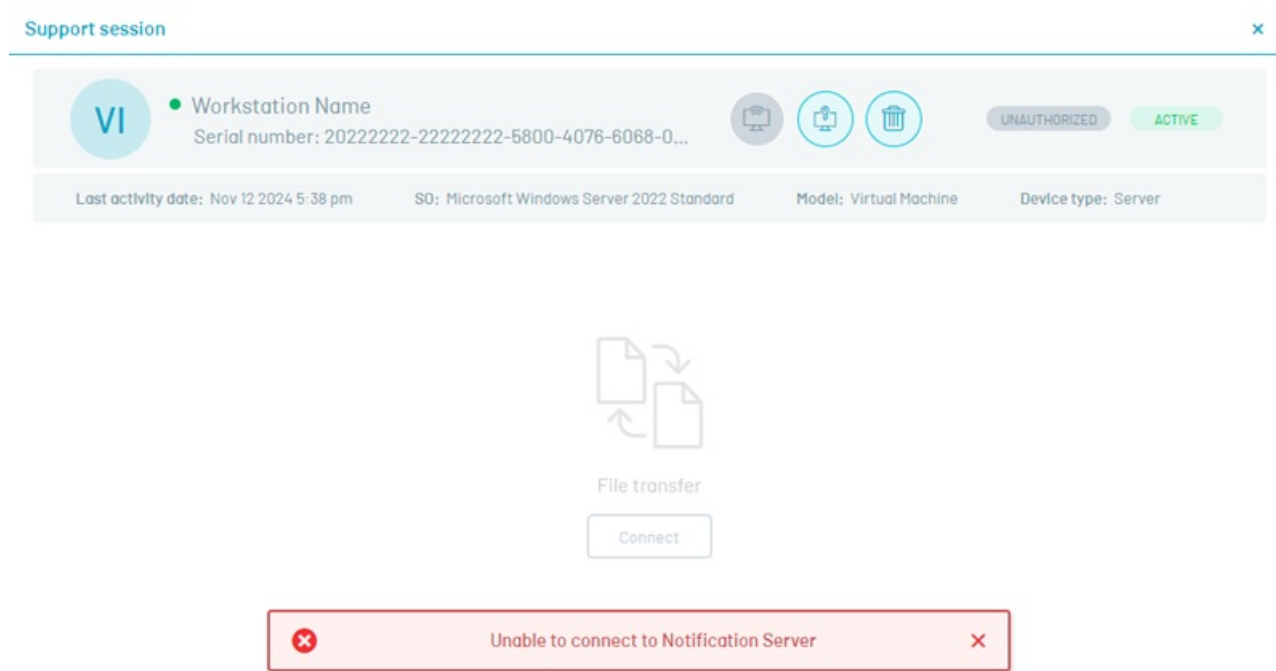 Support session
VI
Workstation Name
Serial number: 20222222-22222222-5800-4076-6068-0...
UNAUTHORIZED
ACTIVE
Last activity date: Nov 12 2024 5:38 pm
SO: Microsoft Windows Server 2022 Standard
Model: Virtual Machine
Device type: Server
File transfer
Connect
Unable to connect to Notification Server